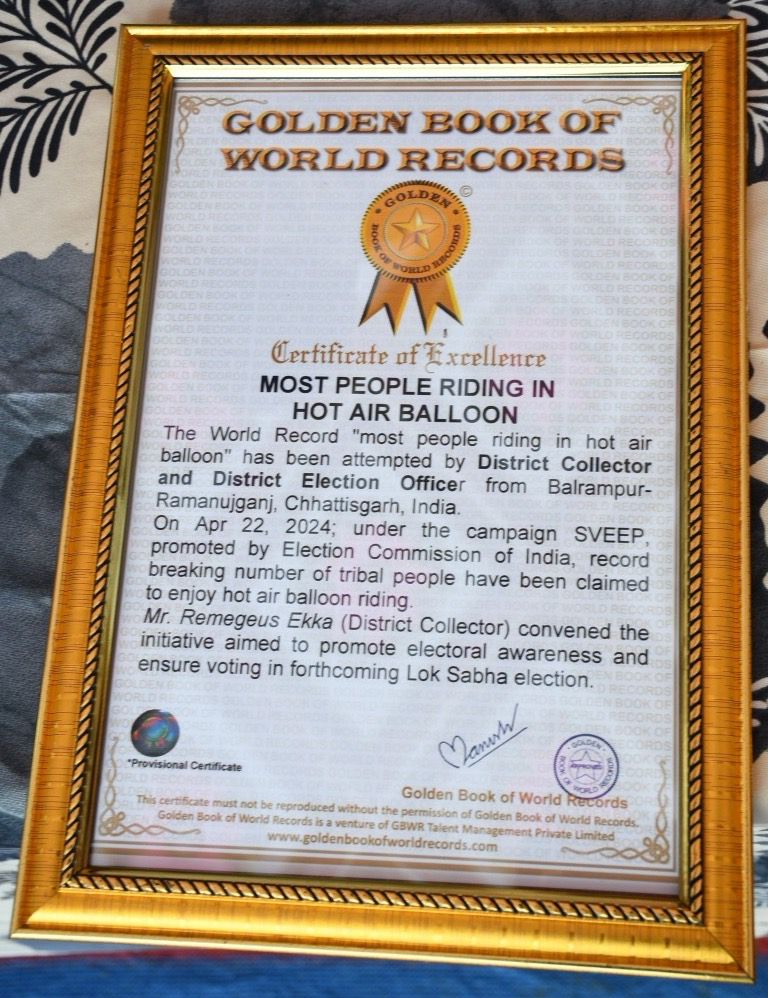 GOLDEN BOOK OF
WORLD RECORDS
©
GOLDEN
BOOK OF WORLD RECORDS
Certificate of Excellence
MOST PEOPLE RIDING IN
HOT AIR BALLOON
The World Record "most people riding in hot air
balloon" has been attempted by District Collector
and District Election Officer from Balrampur-
Ramanujganj, Chhattisgarh, India.
On Apr 22, 2024; under the campaign SVEEP,
promoted by Election Commission of India, record
breaking number of tribal people have been claimed
to enjoy hot air balloon riding.
Mr. Remegeus Ekka (District Collector) convened the
initiative aimed to promote electoral awareness and
ensure voting in forthcoming Lok Sabha election.
*Provisional Certificate
GOLDEN
APPROVED
BOOK OF WORLD RECORDS
Golden Book of World Records
This certificate must not be reproduced without the permission of Golden Book of World Records.
Golden Book of World Records is a venture of GBWR Talent Management Private Limited
www.goldenbookofworldrecords.com